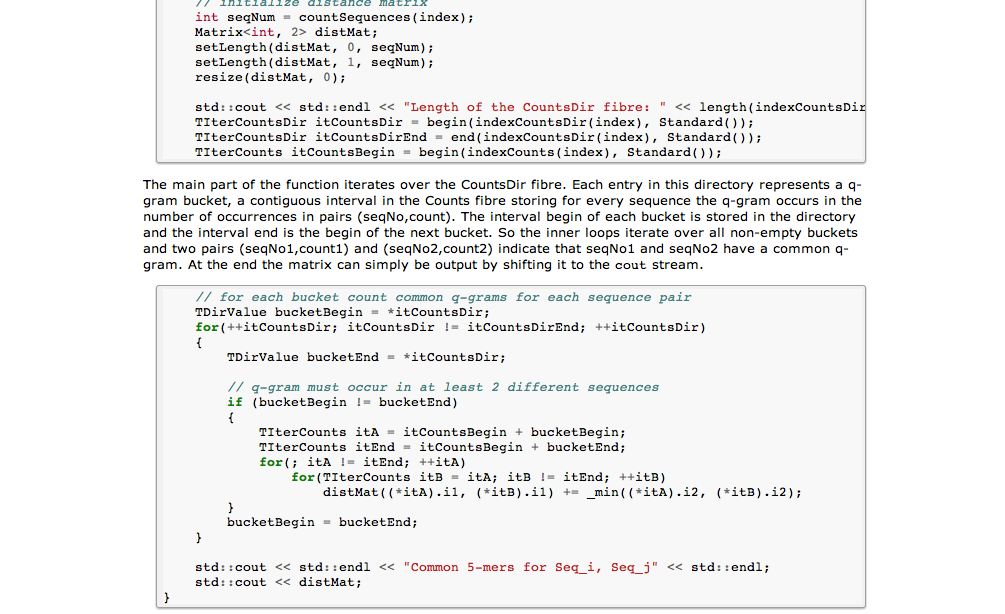 // initialize distance matrix
int seqNum = countSequences(index);
Matrix<int, 2> distMat;
setLength(distMat, 0, seqNum);
setLength(distMat, 1, seqNum);
resize(distMat, 0);
std::cout << std::endl << "Length of the CountsDir fibre: " << length(indexCountsDir
TIterCountsDir itCountsDir = begin(indexCountsDir(index), Standard());
TIterCountsDir itCountsDirEnd = end(indexCountsDir(index), Standard());
TIterCounts itCountsBegin = begin(indexCounts(index), Standard());
The main part of the function iterates over the CountsDir fibre. Each entry in this directory represents a q-
gram bucket, a contiguous interval in the Counts fibre storing for every sequence the q-gram occurs in the
number of occurrences in pairs (seqNo,count). The interval begin of each bucket is stored in the directory
and the interval end is the begin of the next bucket. So the inner loops iterate over all non-empty buckets
and two pairs (seqNo1,count1) and (seqNo2,count2) indicate that seqNo1 and seqNo2 have a common q-
gram. At the end the matrix can simply be output by shifting it to the cout stream.
// for each bucket count common q-grams for each sequence pair
TDirValue bucketBegin = *itCountsDir;
for(++itCountsDir; itCountsDir != itCountsDirEnd; ++itCountsDir)
{
TDirValue bucketEnd = *itCountsDir;
// q-gram must occur in at least 2 different sequences
if (bucketBegin != bucketEnd)
{
TIterCounts itA = itCountsBegin + bucketBegin;
TIterCounts itEnd = itCountsBegin + bucketEnd;
for(; itA != itEnd; ++itA)
for(TIterCounts itB = itA; itB != itEnd; ++itB)
distMat((*itA).i1, (*itB).i1) += _min((*itA).i2, (*itB).i2);
}
bucketBegin = bucketEnd;
}
std::cout << std::endl << "Common 5-mers for Seq_i, Seq_j" << std::endl;
std::cout << distMat;
}